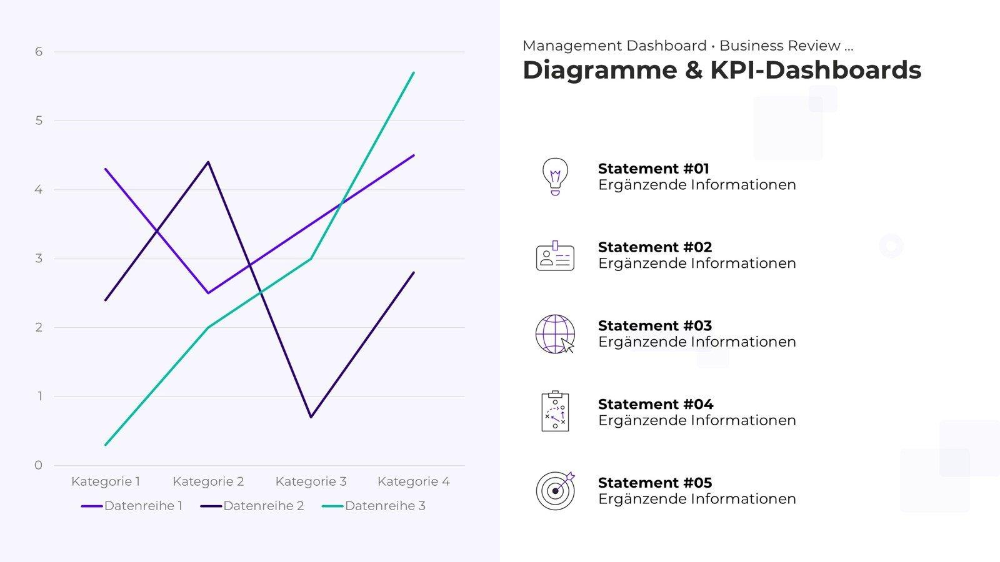 6
5
4
3
2
1
0
Kategorie 1 Kategorie 2 Kategorie 3 Kategorie 4
Datenreihe 1 Datenreihe 2 Datenreihe 3
Management Dashboard • Business Review ...
Diagramme & KPI-Dashboards
Statement #01
Ergänzende Informationen
Statement #02
Ergänzende Informationen
Statement #03
Ergänzende Informationen
Statement #04
Ergänzende Informationen
Statement #05
Ergänzende Informationen